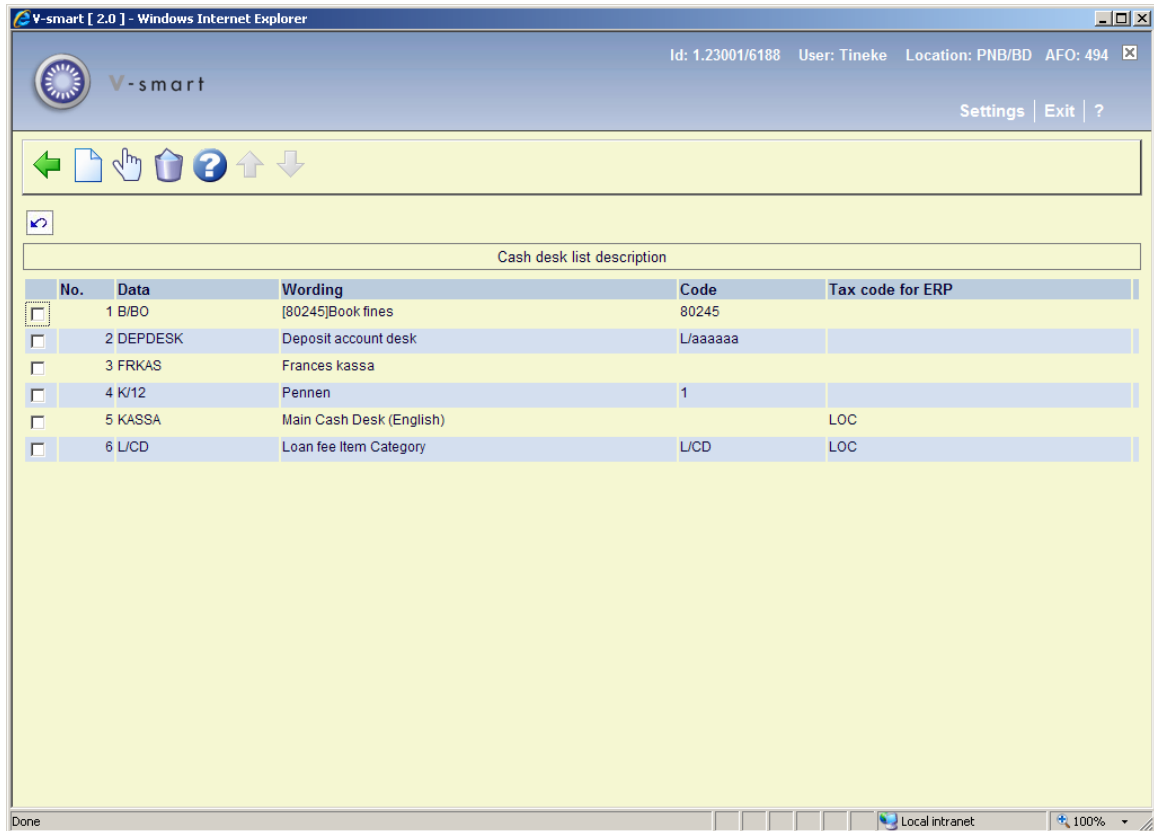 V-smart [ 2.0 ] - Windows Internet Explorer
Id: 1.23001/6188 User: Tineke Location: PNB/BD AFO: 494
V-smart
Settings | Exit | ?
Cash desk list description
No. Data Wording Code Tax code for ERP
1 B/BO [80245]Book fines 80245
2 DEPDESK Deposit account desk L/aaaaaa
3 FRKAS Frances kassa
4 K/12 Pennen 1
5 KASSA Main Cash Desk (English) LOC
6 L/CD Loan fee Item Category L/CD LOC
Done Local intranet 100%